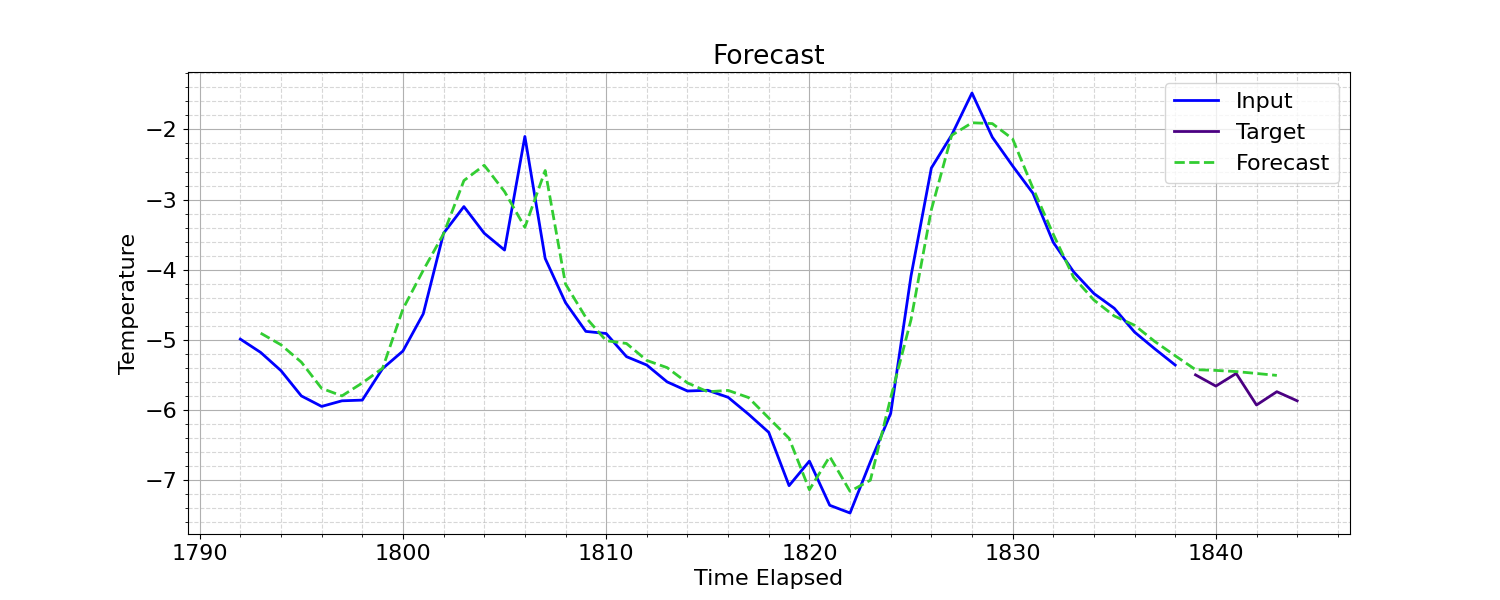 Forecast
Input
Target
Forecast
−2
−3
−4
−5
−6
−7
Temperature
1790 1800 1810 1820 1830 1840
Time Elapsed